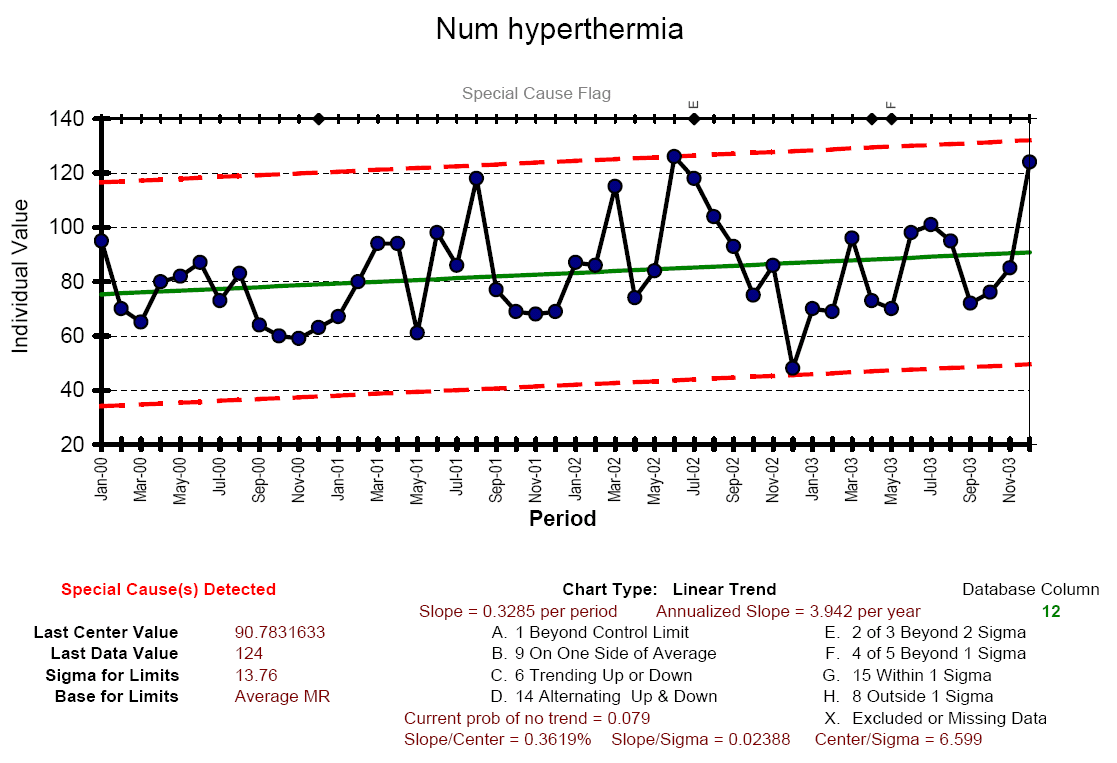 Num hyperthermia
Special Cause Flag
E
F
140
120
100
80
60
40
20
Individual Value
Jan-00
Mar-00
May-00
Jul-00
Sep-00
Nov-00
Jan-01
Mar-01
May-01
Jul-01
Sep-01
Nov-01
Jan-02
Mar-02
May-02
Jul-02
Sep-02
Nov-02
Jan-03
Mar-03
May-03
Jul-03
Sep-03
Nov-03
Period
Special Cause(s) Detected
Chart Type: Linear Trend
Database Column
Slope = 0.3285 per period Annualized Slope = 3.942 per year
12
Last Center Value 90.7831633
A. 1 Beyond Control Limit
E. 2 of 3 Beyond 2 Sigma
Last Data Value 124
B. 9 On One Side of Average
F. 4 of 5 Beyond 1 Sigma
Sigma for Limits 13.76
C. 6 Trending Up or Down
G. 15 Within 1 Sigma
Base for Limits Average MR
D. 14 Alternating Up & Down
H. 8 Outside 1 Sigma
Current prob of no trend = 0.079
X. Excluded or Missing Data
Slope/Center = 0.3619% Slope/Sigma = 0.02388 Center/Sigma = 6.599